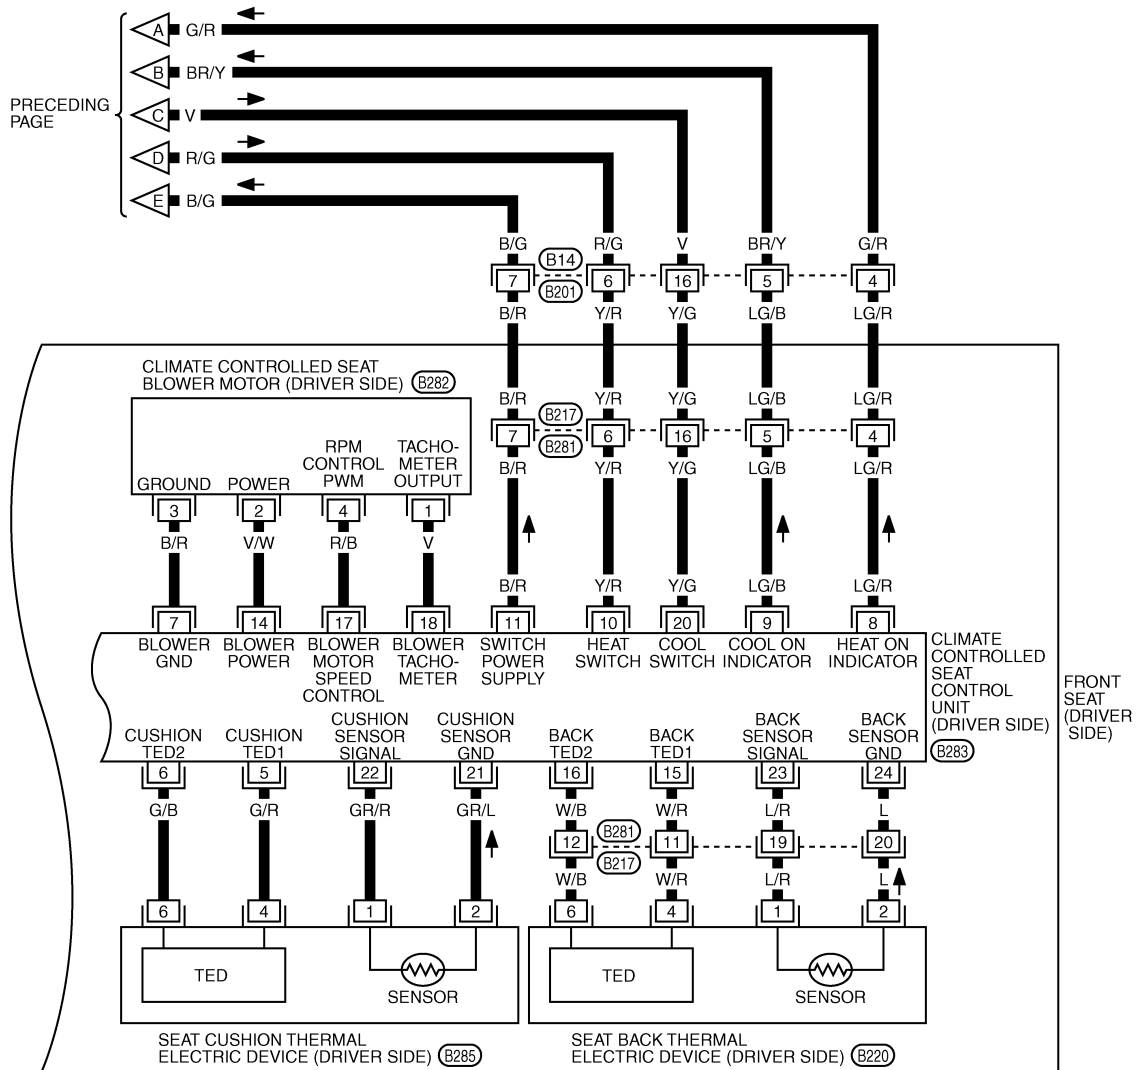 A G/R
B BR/Y
PRECEDING
PAGE
C V
D R/G
E B/G
B/G R/G V BR/Y G/R
B14
7 6 16 5 4
B201
B/R Y/R Y/G LG/B LG/R
CLIMATE CONTROLLED SEAT
BLOWER MOTOR (DRIVER SIDE) B282
B/R Y/R Y/G LG/B LG/R
B217
7 6 16 5 4
B281
B/R Y/R Y/G LG/B LG/R
GROUND
POWER
RPM
CONTROL
PWM
TACHO-
METER
OUTPUT
3 2 4 1
B/R V/W R/B V
B/R Y/R Y/G LG/B LG/R
7 14 17 18 11 10 20 9 8
BLOWER
GND
BLOWER
POWER
BLOWER
MOTOR
SPEED
CONTROL
BLOWER
TACHO-
METER
SWITCH
POWER
SUPPLY
HEAT
SWITCH
COOL
SWITCH
COOL ON
INDICATOR
HEAT ON
INDICATOR
CLIMATE
CONTROLLED
SEAT
CONTROL
UNIT
(DRIVER SIDE)
B283
FRONT
SEAT
(DRIVER
SIDE)
CUSHION
TED2
CUSHION
TED1
CUSHION
SENSOR
SIGNAL
CUSHION
SENSOR
GND
BACK
TED2
BACK
TED1
BACK
SENSOR
SIGNAL
BACK
SENSOR
GND
6 5 22 21 16 15 23 24
G/B G/R GR/R GR/L W/B W/R L/R L
B281
12 11 19 20
B217
W/B W/R L/R L
6 4 1 2 6 4 1 2
TED
SENSOR
TED
SENSOR
SEAT CUSHION THERMAL
ELECTRIC DEVICE (DRIVER SIDE) B285
SEAT BACK THERMAL
ELECTRIC DEVICE (DRIVER SIDE) B220